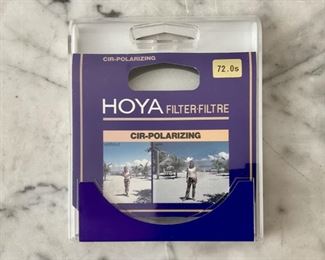 CIR-POLARIZING
72.0s
HOYA FILTER-FILTRE
CIR-POLARIZING